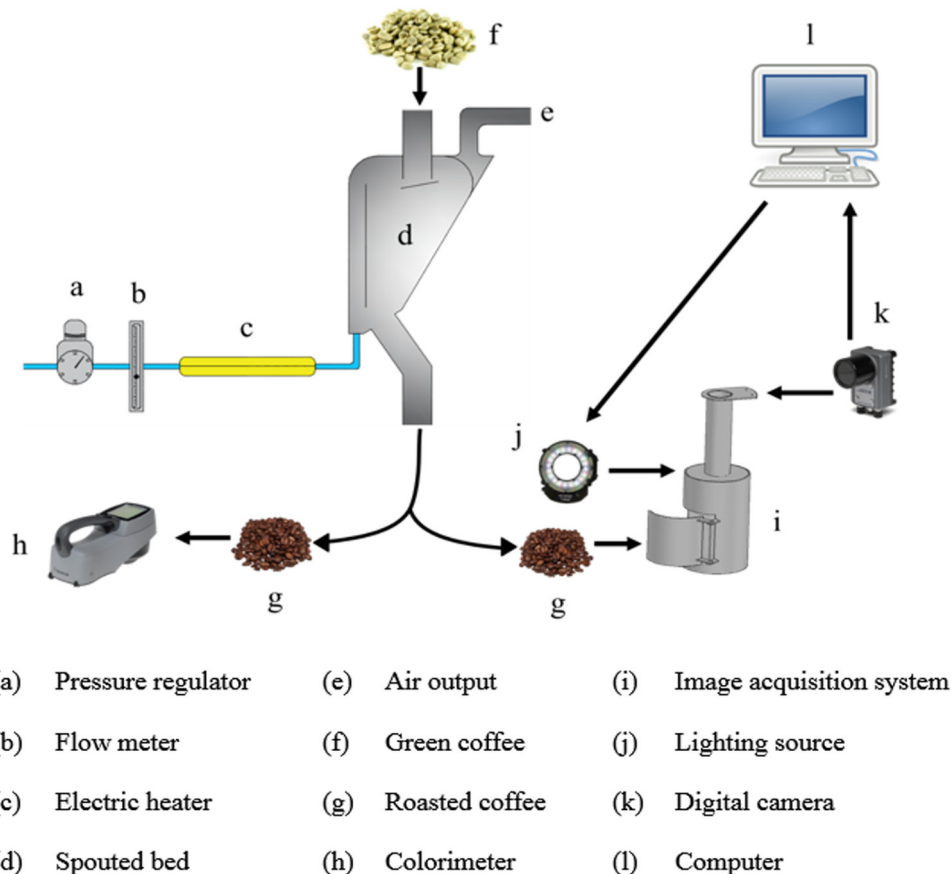 f
l
e
d
a
b
c
k
j
i
h
g
g
a) Pressure regulator (e) Air output (i) Image acquisition system
b) Flow meter (f) Green coffee (j) Lighting source
c) Electric heater (g) Roasted coffee (k) Digital camera
d) Spouted bed (h) Colorimeter (l) Computer